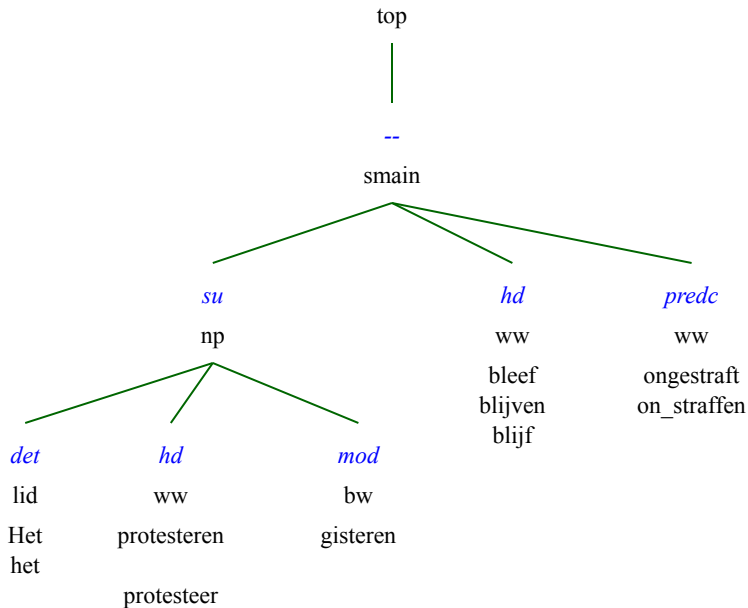 top
--
smain
su hd predc
np ww ww
bleef ongestraft
blijven on_straffen
blijf
det hd mod
lid ww bw
Het protesteren gisteren
het
protesteer